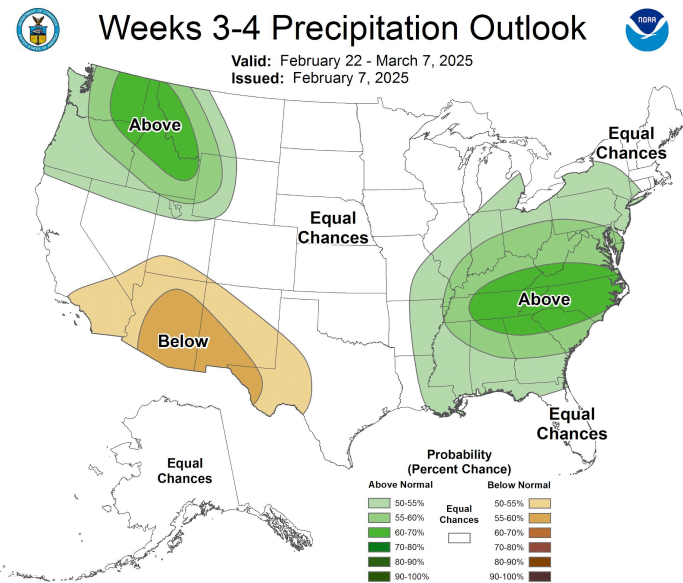 Weeks 3-4 Precipitation Outlook
NOAA
Valid: February 22 - March 7, 2025
Issued: February 7, 2025
Above
Equal
Chances
Equal
Chances
Above
Below
Equal
Chances
Equal
Chances
Probability
(Percent Chance)
Above Normal
Below Normal
50-55%
55-60%
60-70%
70-80%
80-90%
90-100%
Equal
Chances
50-55%
55-60%
60-70%
70-80%
80-90%
90-100%